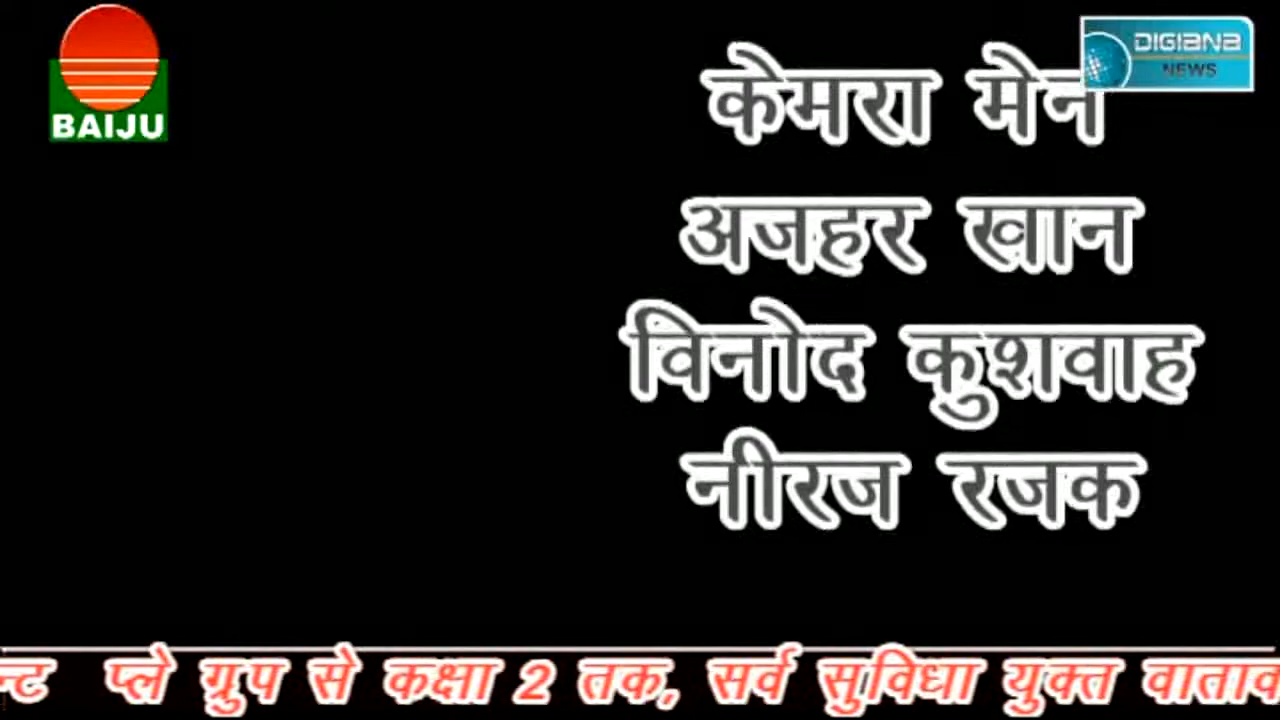 BAIJU
DIGIANA
NEWS
केमरा मेन
अजहर खान
विनोद कुशवाह
नीरज रजक
प्ले ग्रुप से कक्षा 2 तक, सर्व सुविधा युक्त